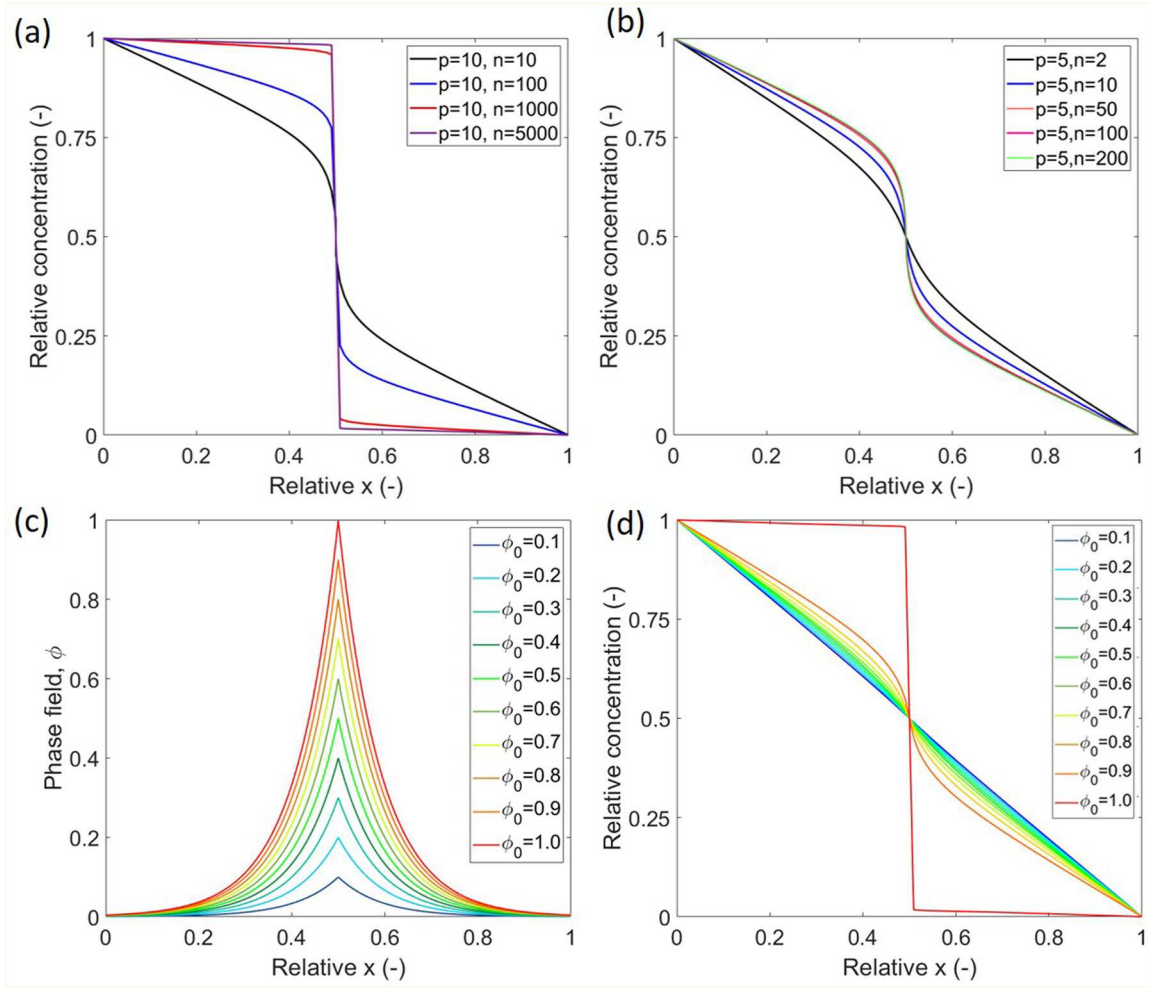 (a)
1
0.75
0.5
0.25
0
Relative concentration (-)
p=10, n=10
p=10, n=100
p=10, n=1000
p=10, n=5000
0 0.2 0.4 0.6 0.8 1
Relative x (-)
(b)
1
0.75
0.5
0.25
0
Relative concentration (-)
p=5,n=2
p=5,n=10
p=5,n=50
p=5,n=100
p=5,n=200
0 0.2 0.4 0.6 0.8 1
Relative x (-)
(c)
1
0.8
0.6
0.4
0.2
0
Phase field, ϕ
ϕ0=0.1
ϕ0=0.2
ϕ0=0.3
ϕ0=0.4
ϕ0=0.5
ϕ0=0.6
ϕ0=0.7
ϕ0=0.8
ϕ0=0.9
ϕ0=1.0
0 0.2 0.4 0.6 0.8 1
Relative x (-)
(d)
1
0.75
0.5
0.25
0
Relative concentration (-)
ϕ0=0.1
ϕ0=0.2
ϕ0=0.3
ϕ0=0.4
ϕ0=0.5
ϕ0=0.6
ϕ0=0.7
ϕ0=0.8
ϕ0=0.9
ϕ0=1.0
0 0.2 0.4 0.6 0.8 1
Relative x (-)